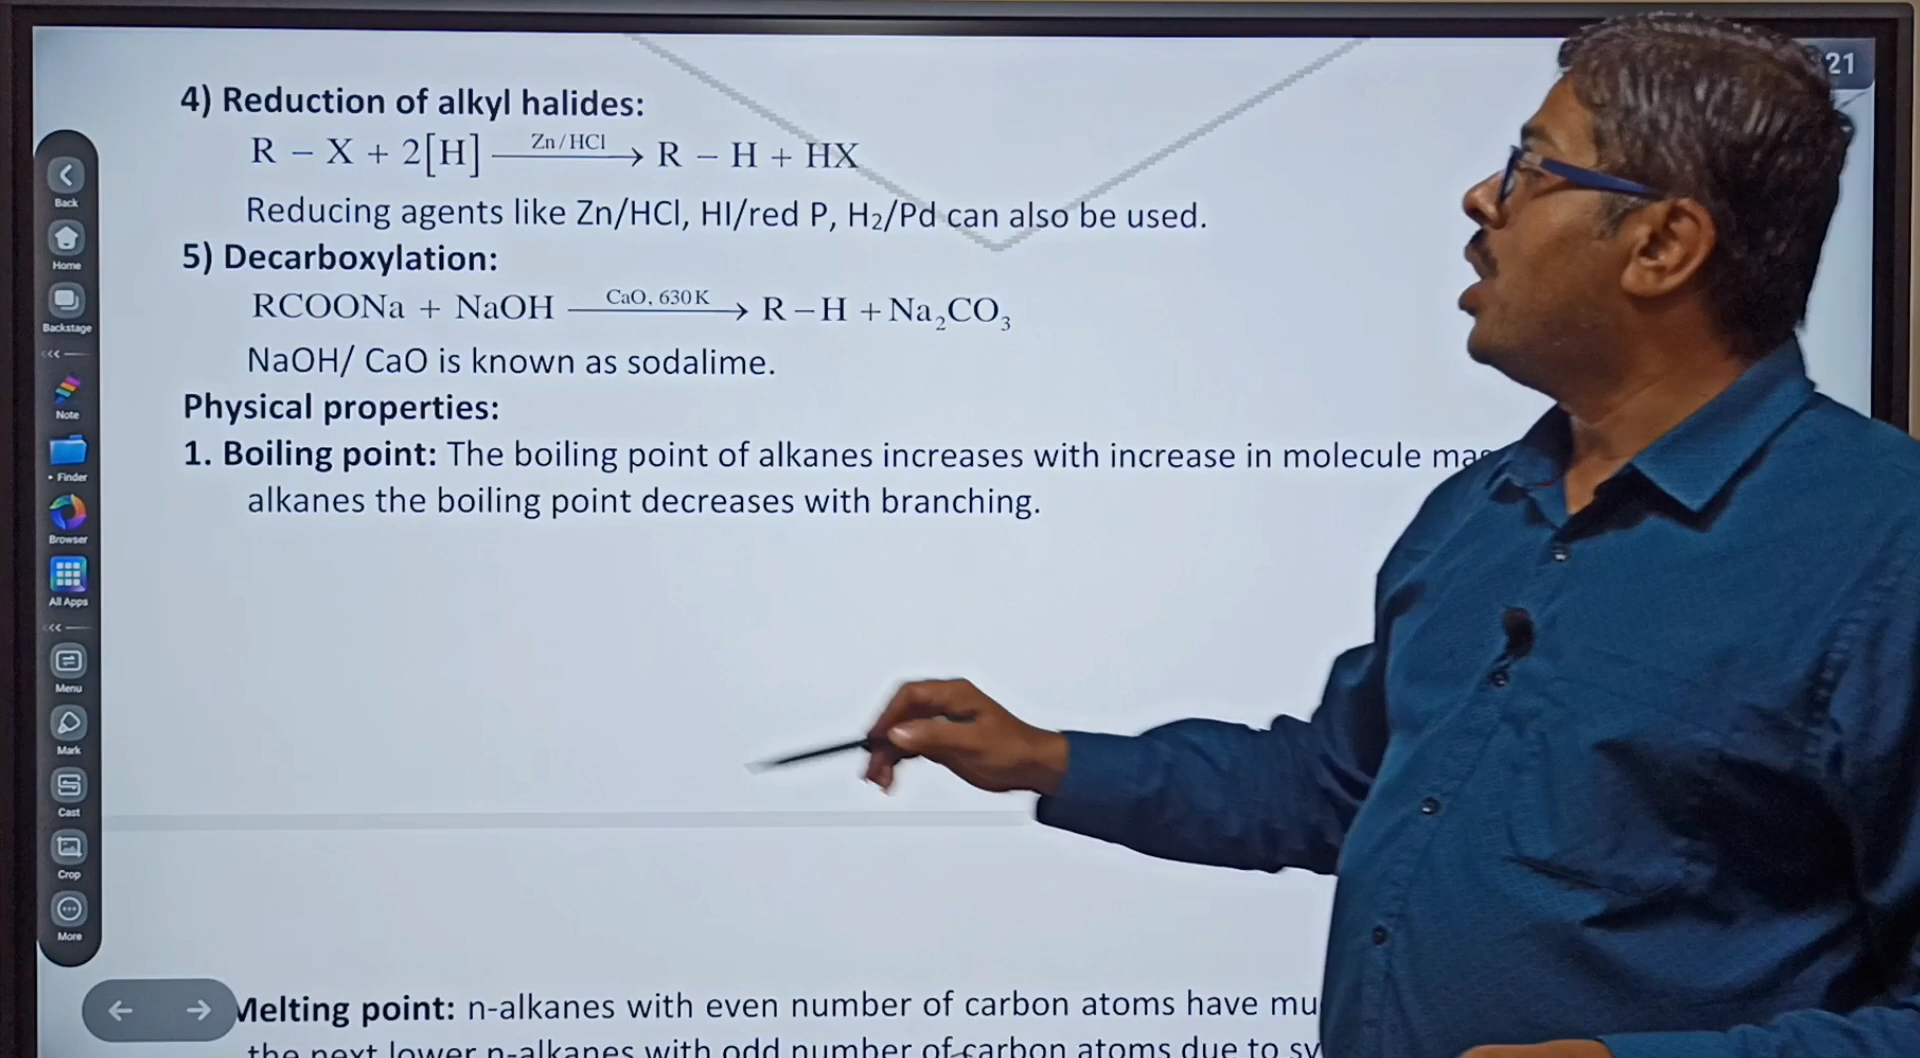 21
4) Reduction of alkyl halides:
R – X + 2[H] Zn/HCl → R – H + HX
Reducing agents like Zn/HCl, HI/red P, H₂/Pd can also be used.
5) Decarboxylation:
RCOONa + NaOH CaO, 630K → R–H + Na₂CO₃
NaOH/ CaO is known as sodalime.
Physical properties:
1. Boiling point: The boiling point of alkanes increases with increase in molecule
alkanes the boiling point decreases with branching.
Melting point: n-alkanes with even number of carbon atoms have
the next lower n-alkanes with odd number of carbon atoms due to
Back
Home
Backstage
Note
Finder
Browser
All Apps
Menu
Mark
Cast
Crop
More